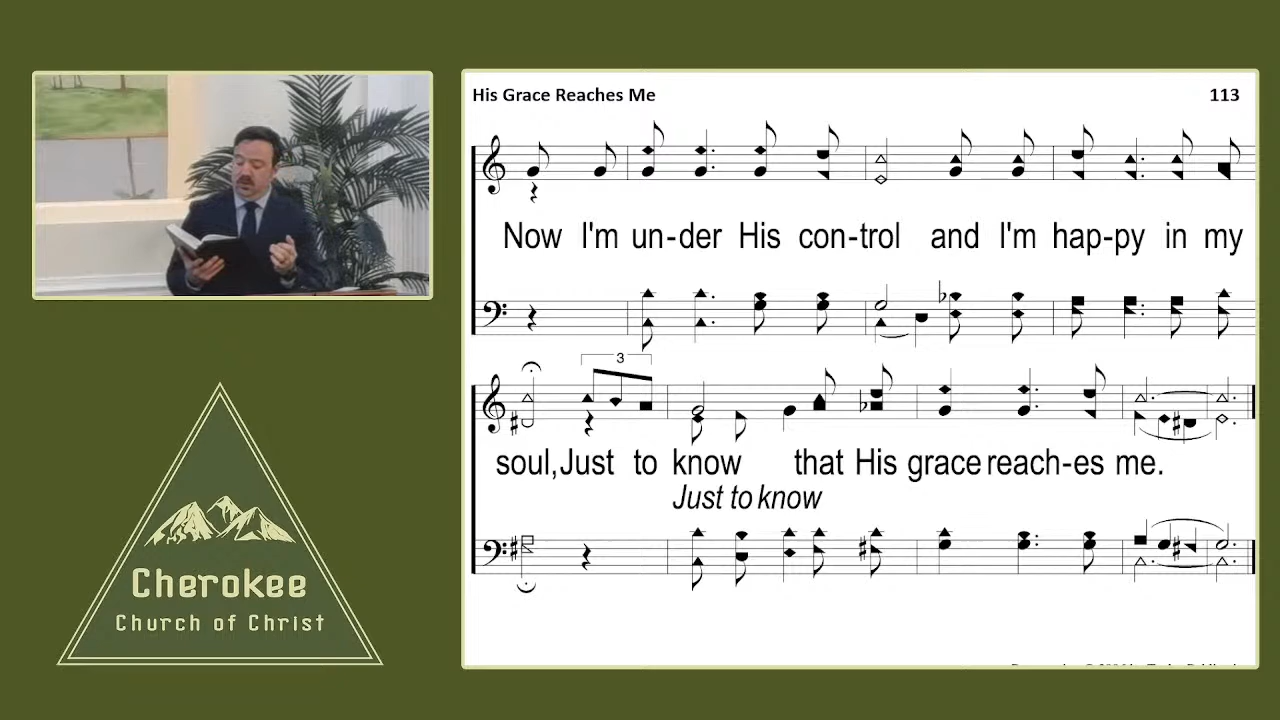 His Grace Reaches Me
113
Now I'm un-der His con-trol and I'm hap-py in my
3
soul, Just to know that His grace reach-es me.
Just to know
Cherokee
Church of Christ